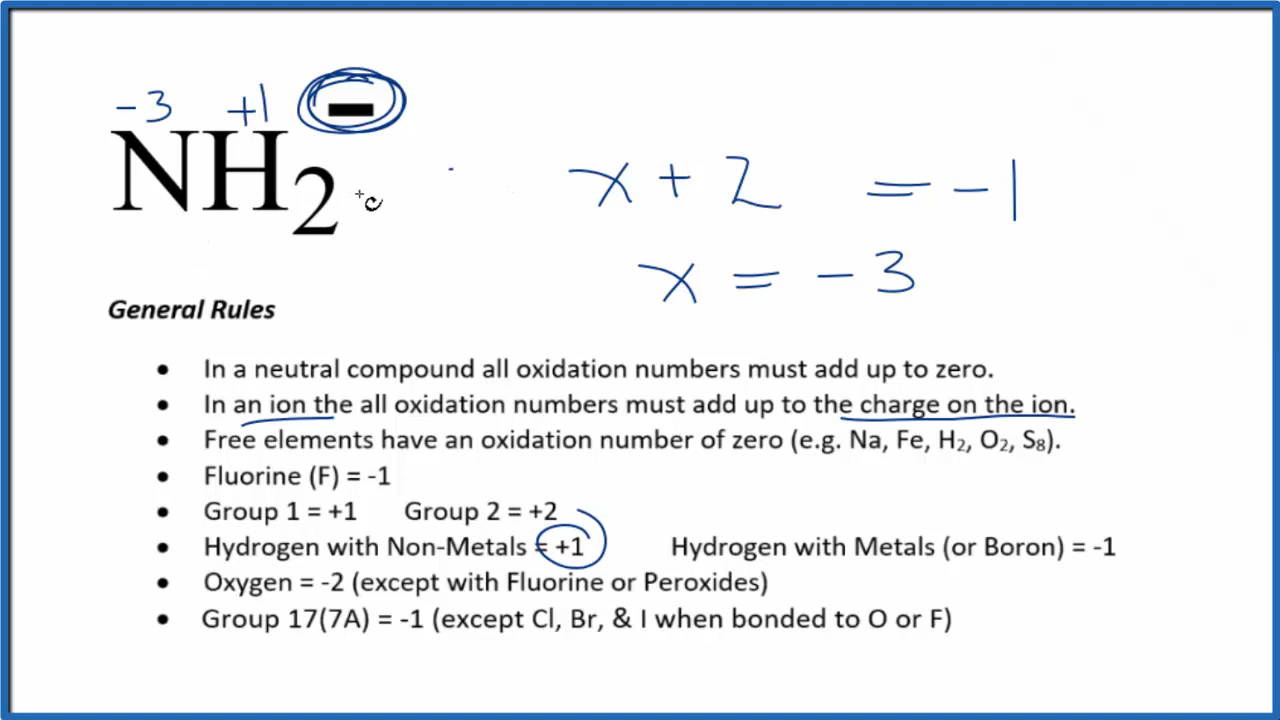 -3 +1 −
NH2
x + 2 = -1
x = -3
General Rules
• In a neutral compound all oxidation numbers must add up to zero.
• In an ion the all oxidation numbers must add up to the charge on the ion.
• Free elements have an oxidation number of zero (e.g. Na, Fe, H₂, O₂, S₈).
• Fluorine (F) = -1
• Group 1 = +1 Group 2 = +2
• Hydrogen with Non-Metals = +1 Hydrogen with Metals (or Boron) = -1
• Oxygen = -2 (except with Fluorine or Peroxides)
• Group 17(7A) = -1 (except Cl, Br, & I when bonded to O or F)